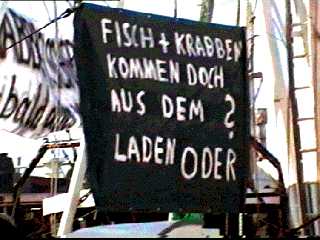 FISCH + KRABBEN
KOMMEN DOCH
AUS DEM ?
LADEN ODER